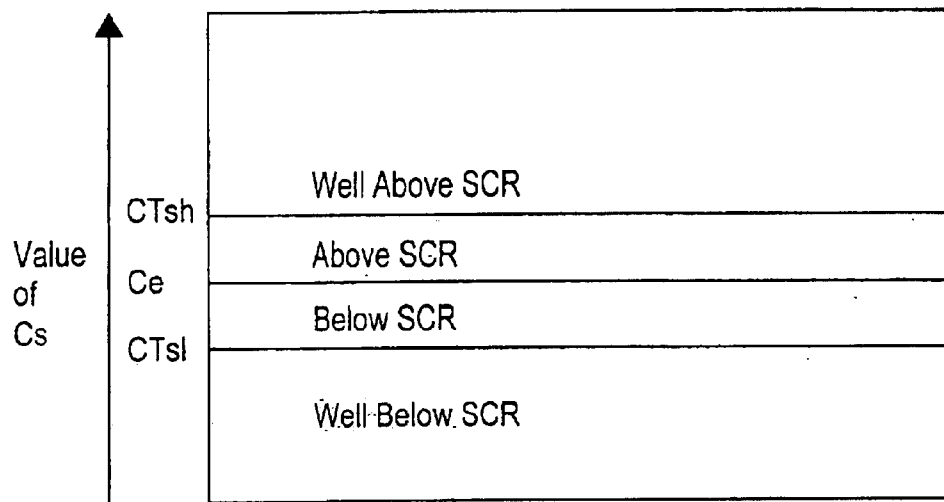 Well Above SCR
CTsh
Above SCR
Value
of
Cs
Ce
Below SCR
CTsl
Well Below SCR